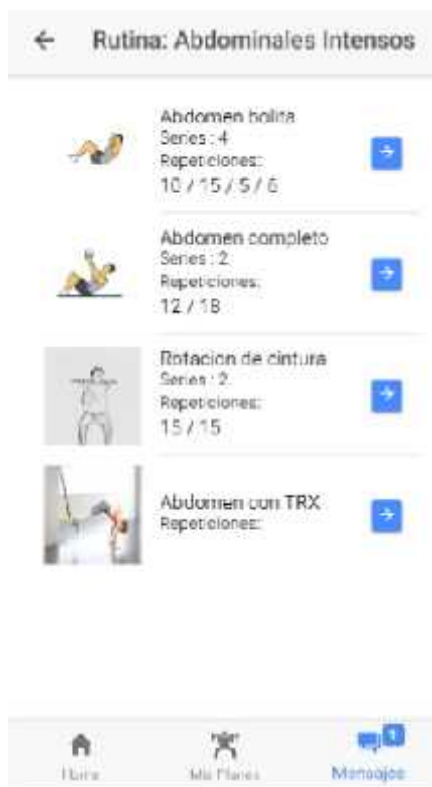 Rutina: Abdominales Intensos
Abdomen bolita
Series : 4
Repeticiones:
10 / 15 / 5 / 6
Abdomen completo
Series : 2
Repeticiones:
12 / 18
Rotacion de cintura
Series : 2
Repeticiones:
15 / 15
Abdomen con TRX
Repeticiones:
1
Home
Mis Planes
Mensajes